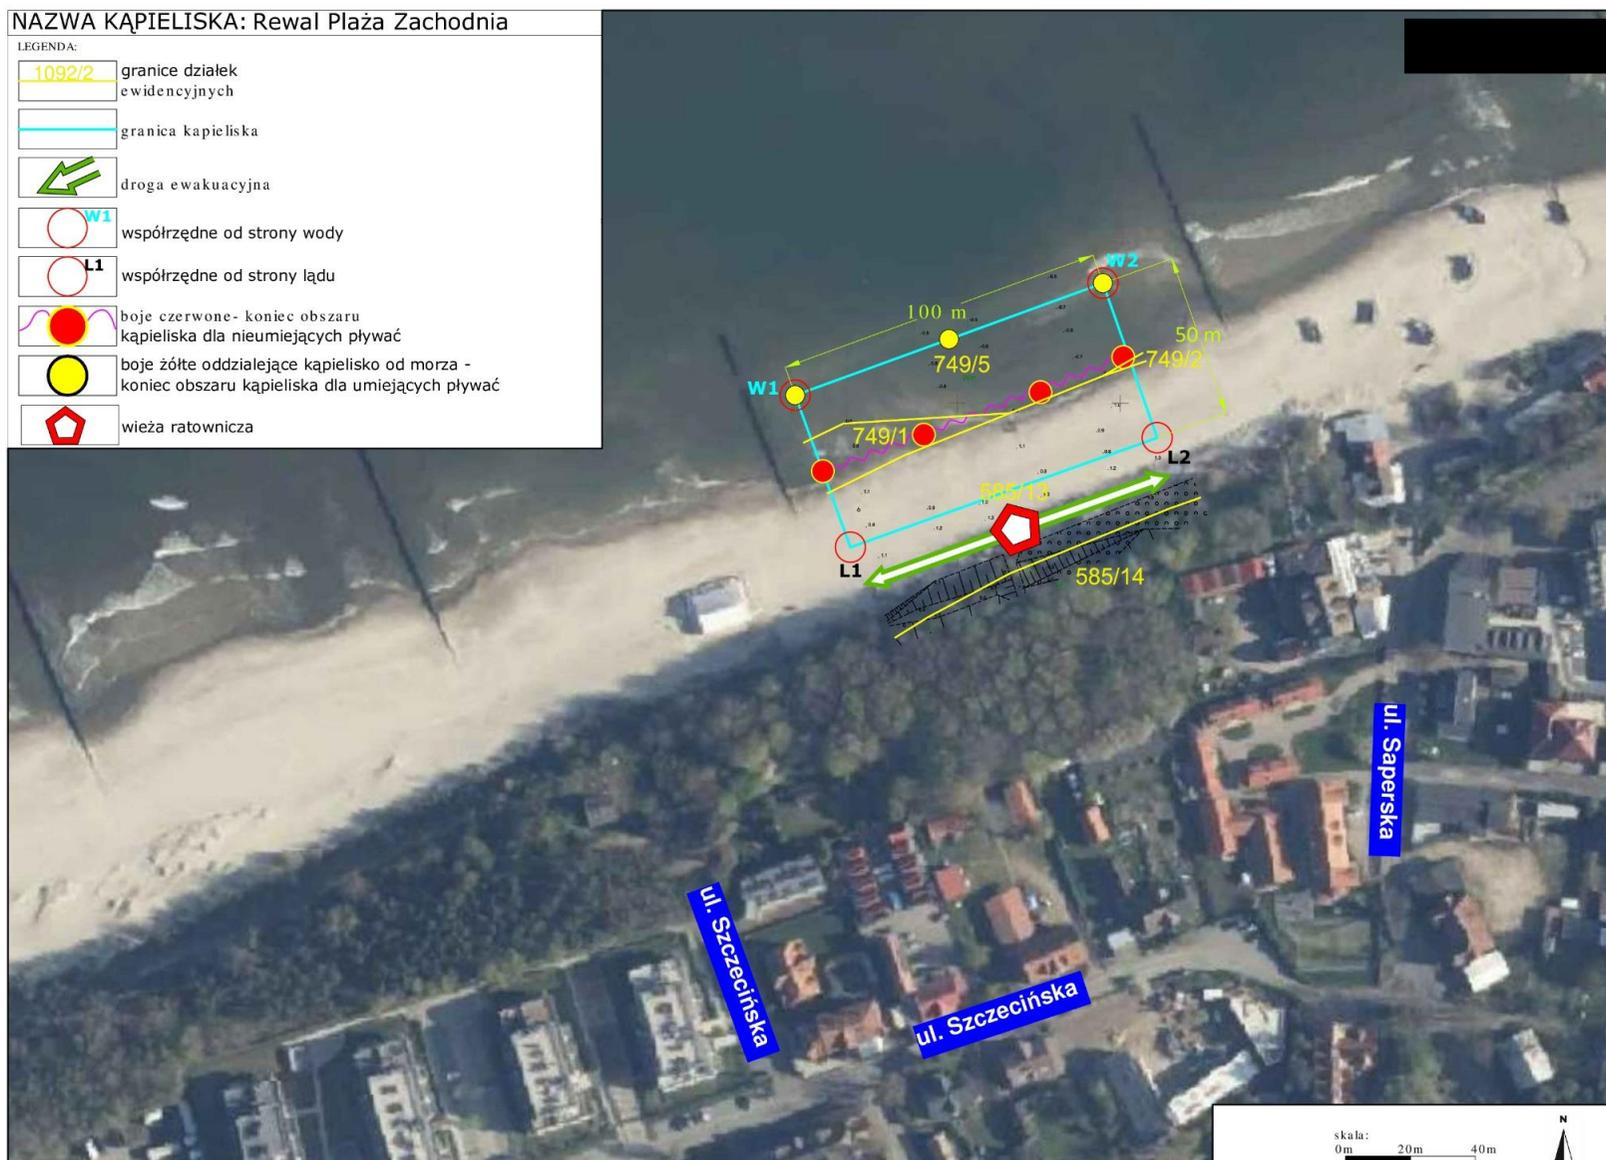 NAZWA KĄPIELISKA: Rewal Plaża Zachodnia
LEGENDA:
1092/2
granice działek
ewidencyjnych
granica kapieliska
droga ewakuacyjna
W1
współrzędne od strony wody
L1
współrzędne od strony lądu
boje czerwone- koniec obszaru
kąpieliska dla nieumiejących pływać
boje żółte oddzialejące kąpielisko od morza -
koniec obszaru kąpieliska dla umiejących pływać
wieża ratownicza
W2
100 m
50 m
749/5
749/2
W1
749/1
L2
585/13
L1
585/14
ul. Saperska
ul. Szczecińska
ul. Szczecińska
skala:
0m 20m 40m
N